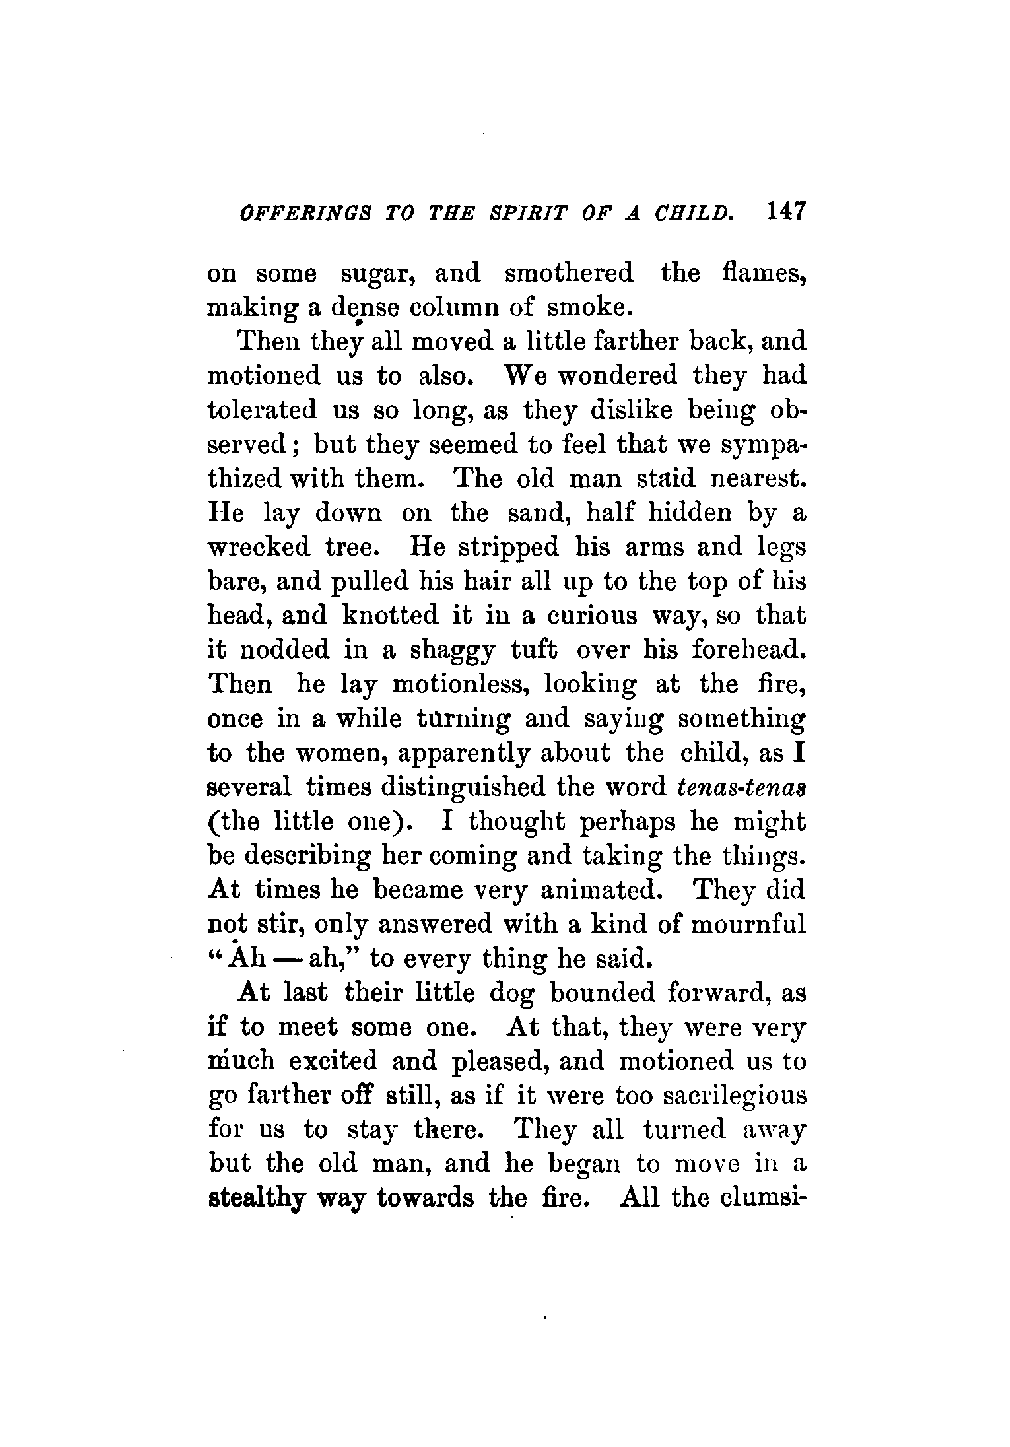 OFFERINGS TO THE SPIRIT OF A CHILD. 147
on some sugar, and smothered the flames,
making a dense column of smoke.
Then they all moved a little farther back, and
motioned us to also. We wondered they had
tolerated us so long, as they dislike being ob-
served; but they seemed to feel that we sympa-
thized with them. The old man staid nearest.
He lay down on the sand, half hidden by a
wrecked tree. He stripped his arms and legs
bare, and pulled his hair all up to the top of his
head, and knotted it in a curious way, so that
it nodded in a shaggy tuft over his forehead.
Then he lay motionless, looking at the fire,
once in a while turning and saying something
to the women, apparently about the child, as I
several times distinguished the word tenas-tenas
(the little one). I thought perhaps he might
be describing her coming and taking the things.
At times he became very animated. They did
not stir, only answered with a kind of mournful
“Ah — ah,” to every thing he said.
At last their little dog bounded forward, as
if to meet some one. At that, they were very
much excited and pleased, and motioned us to
go farther off still, as if it were too sacrilegious
for us to stay there. They all turned away
but the old man, and he began to move in a
stealthy way towards the fire. All the clumsi-